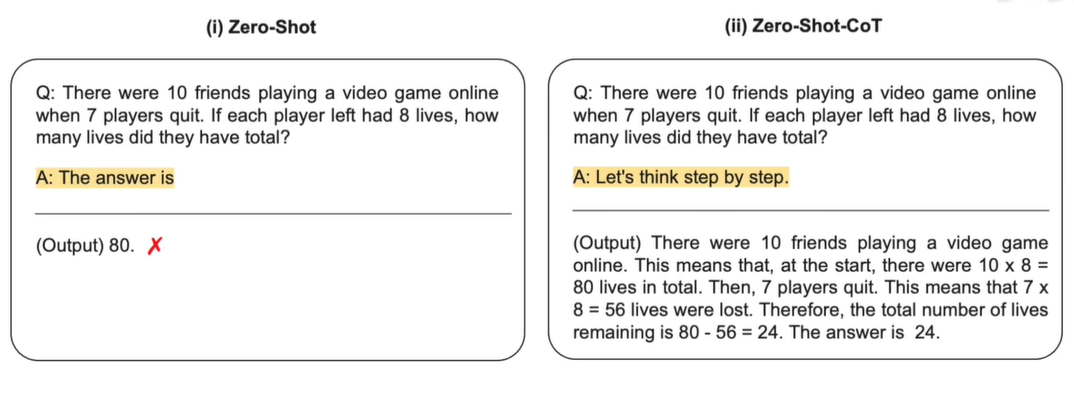 (i) Zero-Shot
Q: There were 10 friends playing a video game online
when 7 players quit. If each player left had 8 lives, how
many lives did they have total?
A: The answer is
(Output) 80. ✗
(ii) Zero-Shot-CoT
Q: There were 10 friends playing a video game online
when 7 players quit. If each player left had 8 lives, how
many lives did they have total?
A: Let's think step by step.
(Output) There were 10 friends playing a video game
online. This means that, at the start, there were 10 x 8 =
80 lives in total. Then, 7 players quit. This means that 7 x
8 = 56 lives were lost. Therefore, the total number of lives
remaining is 80 - 56 = 24. The answer is 24.